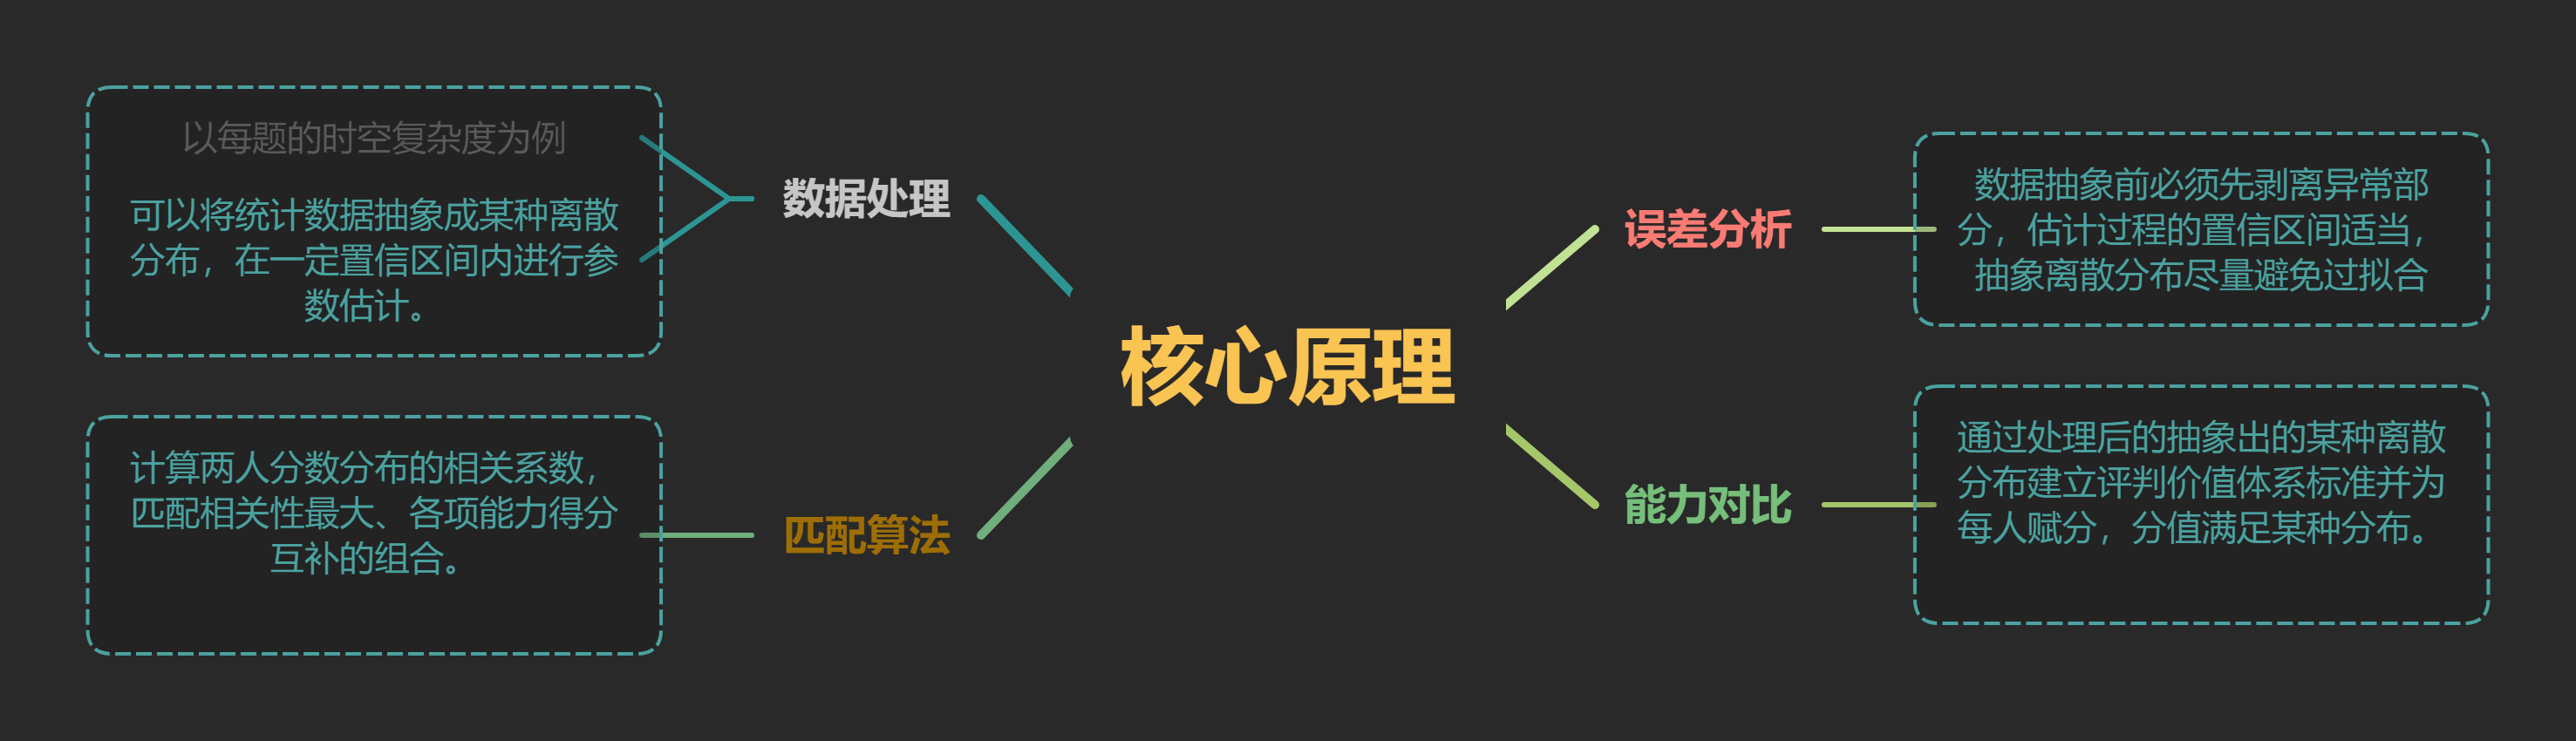 以每题的时空复杂度为例
可以将统计数据抽象成某种离散
分布，在一定置信区间内进行参
数估计。
数据处理
计算两人分数分布的相关系数，
匹配相关性最大、各项能力得分
互补的组合。
匹配算法
核心原理
误差分析
数据抽象前必须先剥离异常部
分，估计过程的置信区间适当，
抽象离散分布尽量避免过拟合
能力对比
通过处理后的抽象出的某种离散
分布建立评判价值体系标准并为
每人赋分，分值满足某种分布。